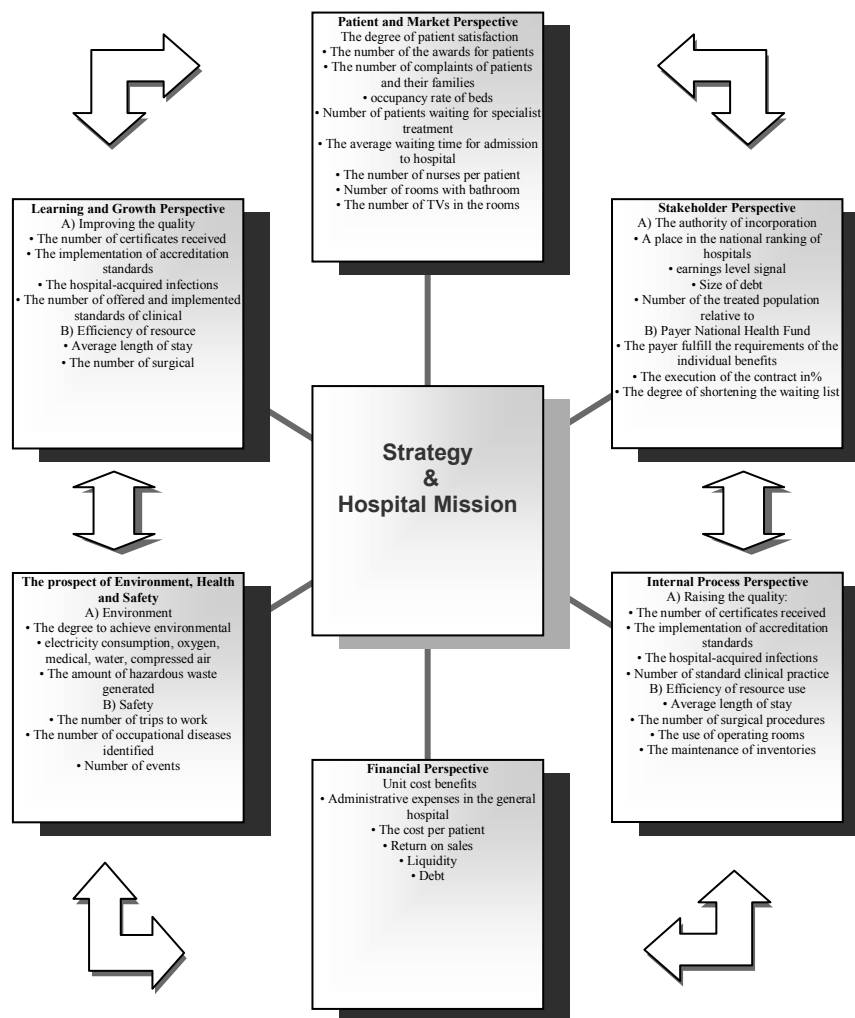 Patient and Market Perspective
The degree of patient satisfaction
• The number of the awards for patients
• The number of complaints of patients
and their families
• occupancy rate of beds
• Number of patients waiting for specialist
treatment
• The average waiting time for admission
to hospital
• The number of nurses per patient
• Number of rooms with bathroom
• The number of TVs in the rooms
Learning and Growth Perspective
A) Improving the quality
• The number of certificates received
• The implementation of accreditation
standards
• The hospital-acquired infections
• The number of offered and implemented
standards of clinical
B) Efficiency of resource
• Average length of stay
• The number of surgical
Stakeholder Perspective
A) The authority of incorporation
• A place in the national ranking of
hospitals
• earnings level signal
• Size of debt
• Number of the treated population
relative to
B) Payer National Health Fund
• The payer fulfill the requirements of the
individual benefits
• The execution of the contract in%
• The degree of shortening the waiting list
Strategy
&
Hospital Mission
The prospect of Environment, Health
and Safety
A) Environment
• The degree to achieve environmental
• electricity consumption, oxygen,
medical, water, compressed air
• The amount of hazardous waste
generated
B) Safety
• The number of trips to work
• The number of occupational diseases
identified
• Number of events
Internal Process Perspective
A) Raising the quality:
• The number of certificates received
• The implementation of accreditation
standards
• The hospital-acquired infections
• Number of standard clinical practice
B) Efficiency of resource use
• Average length of stay
• The number of surgical procedures
• The use of operating rooms
• The maintenance of inventories
Financial Perspective
Unit cost benefits
• Administrative expenses in the general
hospital
• The cost per patient
• Return on sales
• Liquidity
• Debt